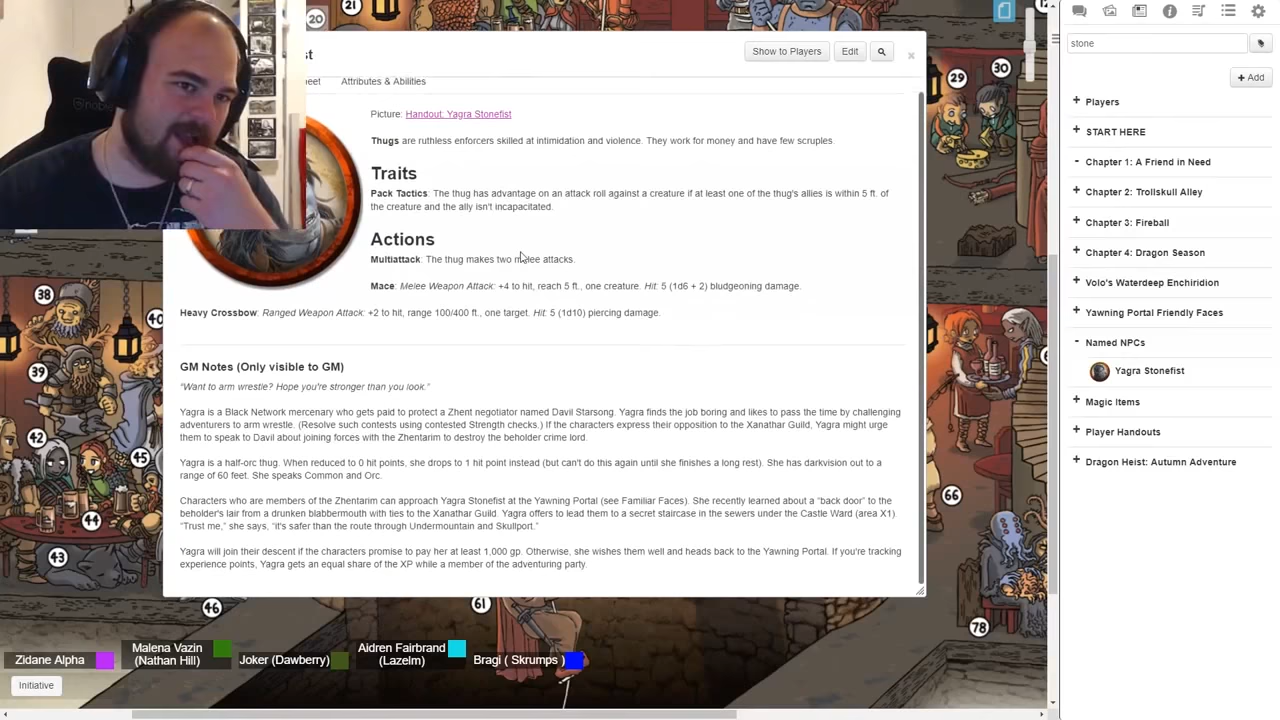 st
Show to Players
Edit
eet
Attributes & Abilities
Picture: Handout: Yagra Stonefist
Thugs are ruthless enforcers skilled at intimidation and violence. They work for money and have few scruples.
Traits
Pack Tactics: The thug has advantage on an attack roll against a creature if at least one of the thug's allies is within 5 ft. of
the creature and the ally isn't incapacitated.
Actions
Multiattack: The thug makes two melee attacks.
Mace: Melee Weapon Attack: +4 to hit, reach 5 ft., one creature. Hit: 5 (1d6 + 2) bludgeoning damage.
Heavy Crossbow: Ranged Weapon Attack: +2 to hit, range 100/400 ft., one target. Hit: 5 (1d10) piercing damage.
GM Notes (Only visible to GM)
"Want to arm wrestle? Hope you're stronger than you look."
Yagra is a Black Network mercenary who gets paid to protect a Zhent negotiator named Davil Starsong. Yagra finds the job boring and likes to pass the time by challenging
adventurers to arm wrestle. (Resolve such contests using contested Strength checks.) If the characters express their opposition to the Xanathar Guild, Yagra might urge
them to speak to Davil about joining forces with the Zhentarim to destroy the beholder crime lord.
Yagra is a half-orc thug. When reduced to 0 hit points, she drops to 1 hit point instead (but can't do this again until she finishes a long rest). She has darkvision out to a
range of 60 feet. She speaks Common and Orc.
Characters who are members of the Zhentarim can approach Yagra Stonefist at the Yawning Portal (see Familiar Faces). She recently learned about a "back door" to the
beholder's lair from a drunken blabbermouth with ties to the Xanathar Guild. Yagra offers to lead them to a secret staircase in the sewers under the Castle Ward (area X1).
"Trust me," she says, "it's safer than the route through Undermountain and Skullport."
Yagra will join their descent if the characters promise to pay her at least 1,000 gp. Otherwise, she wishes them well and heads back to the Yawning Portal. If you're tracking
experience points, Yagra gets an equal share of the XP while a member of the adventuring party.
20
21
29
30
38
39
40
42
45
44
43
46
61
66
78
Zidane Alpha
Malena Vazin
(Nathan Hill)
Joker (Dawberry)
Aidren Fairbrand
(Lazelm)
Bragi ( Skrumps )
Initiative
stone
+ Add
+ Players
+ START HERE
- Chapter 1: A Friend in Need
+ Chapter 2: Trollskull Alley
+ Chapter 3: Fireball
+ Chapter 4: Dragon Season
+ Volo's Waterdeep Enchiridion
+ Yawning Portal Friendly Faces
- Named NPCs
Yagra Stonefist
+ Magic Items
+ Player Handouts
+ Dragon Heist: Autumn Adventure